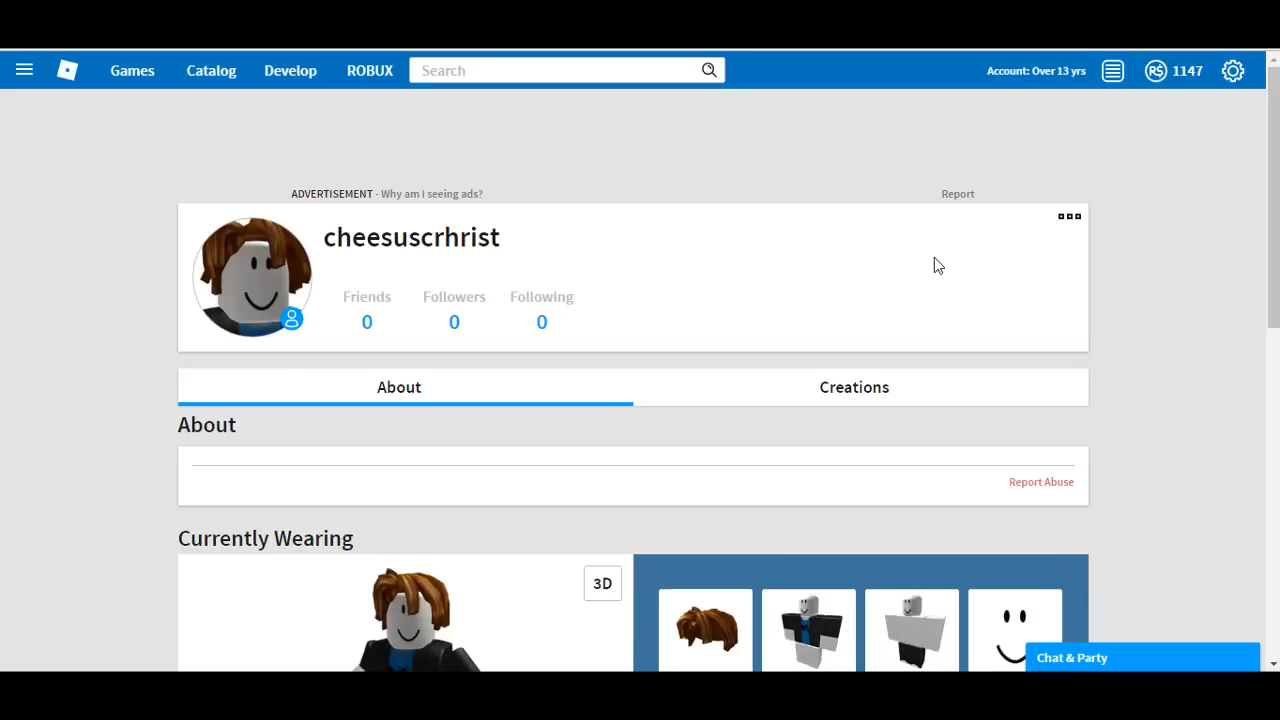 Games Catalog Develop ROBUX Search Account: Over 13 yrs R$ 1147
ADVERTISEMENT - Why am I seeing ads? Report
cheesuscrhrist
Friends Followers Following
0 0 0
About Creations
About
Report Abuse
Currently Wearing
3D
Chat & Party